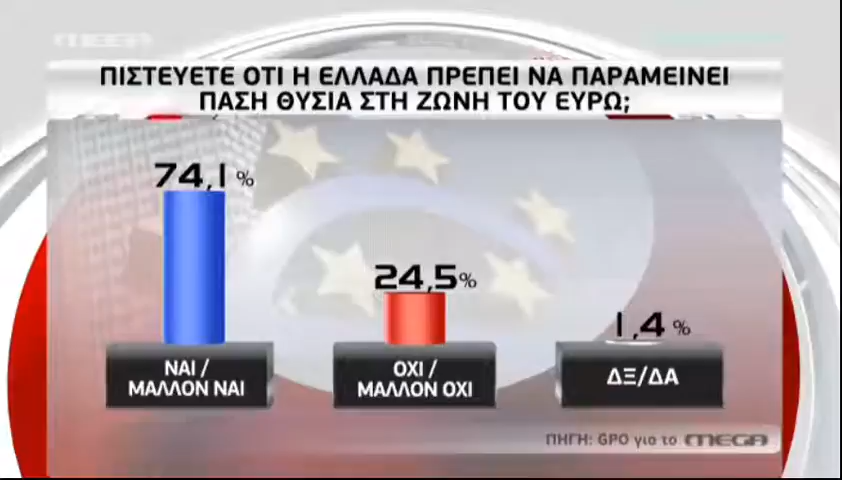 MEGA
ΠΙΣΤΕΥΕΤΕ ΟΤΙ Η ΕΛΛΑΔΑ ΠΡΕΠΕΙ ΝΑ ΠΑΡΑΜΕΙΝΕΙ
ΠΑΣΗ ΘΥΣΙΑ ΣΤΗ ΖΩΝΗ ΤΟΥ ΕΥΡΩ;
74,1 %
24,5%
1,4 %
ΝΑΙ /
ΜΑΛΛΟΝ ΝΑΙ
ΟΧΙ /
ΜΑΛΛΟΝ ΟΧΙ
ΔΞ/ΔΑ
ΠΗΓΗ: GPO για το MEGA